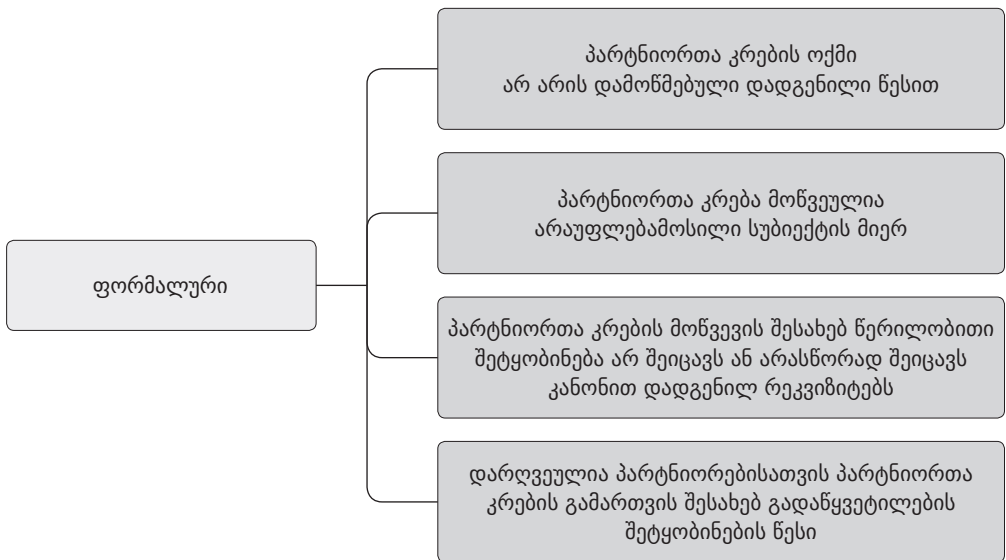 ფორმალური
პარტნიორთა კრების ოქმი
არ არის დამოწმებული დადგენილი წესით
პარტნიორთა კრება მოწვეულია
არაუფლებამოსილი სუბიექტის მიერ
პარტნიორთა კრების მოწვევის შესახებ წერილობითი
შეტყობინება არ შეიცავს ან არასწორად შეიცავს
კანონით დადგენილ რეკვიზიტებს
დარღვეულია პარტნიორებისათვის პარტნიორთა
კრების გამართვის შესახებ გადაწყვეტილების
შეტყობინების წესი